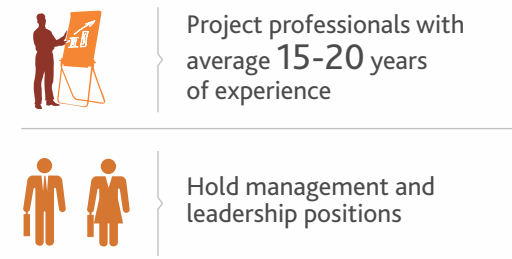 Project professionals with
average 15-20 years
of experience
Hold management and
leadership positions